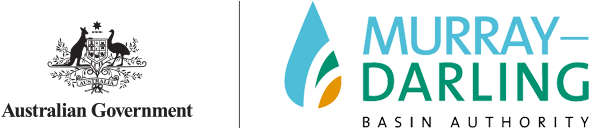 Australian Government
MURRAY–
DARLING
BASIN AUTHORITY